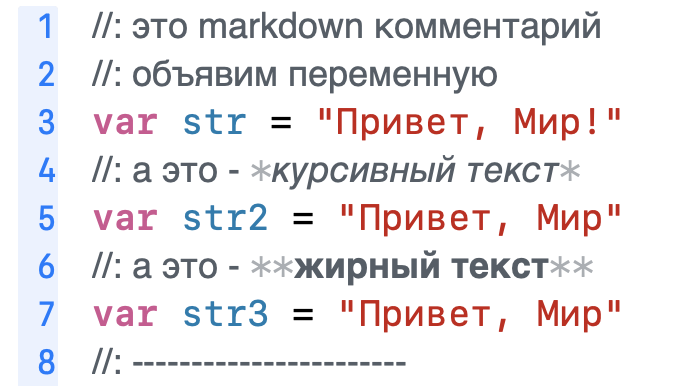 1 //: это markdown комментарий
2 //: объявим переменную
3 var str = "Привет, Мир!"
4 //: а это - *курсивный текст*
5 var str2 = "Привет, Мир"
6 //: а это - **жирный текст**
7 var str3 = "Привет, Мир"
8 //: -----------------------